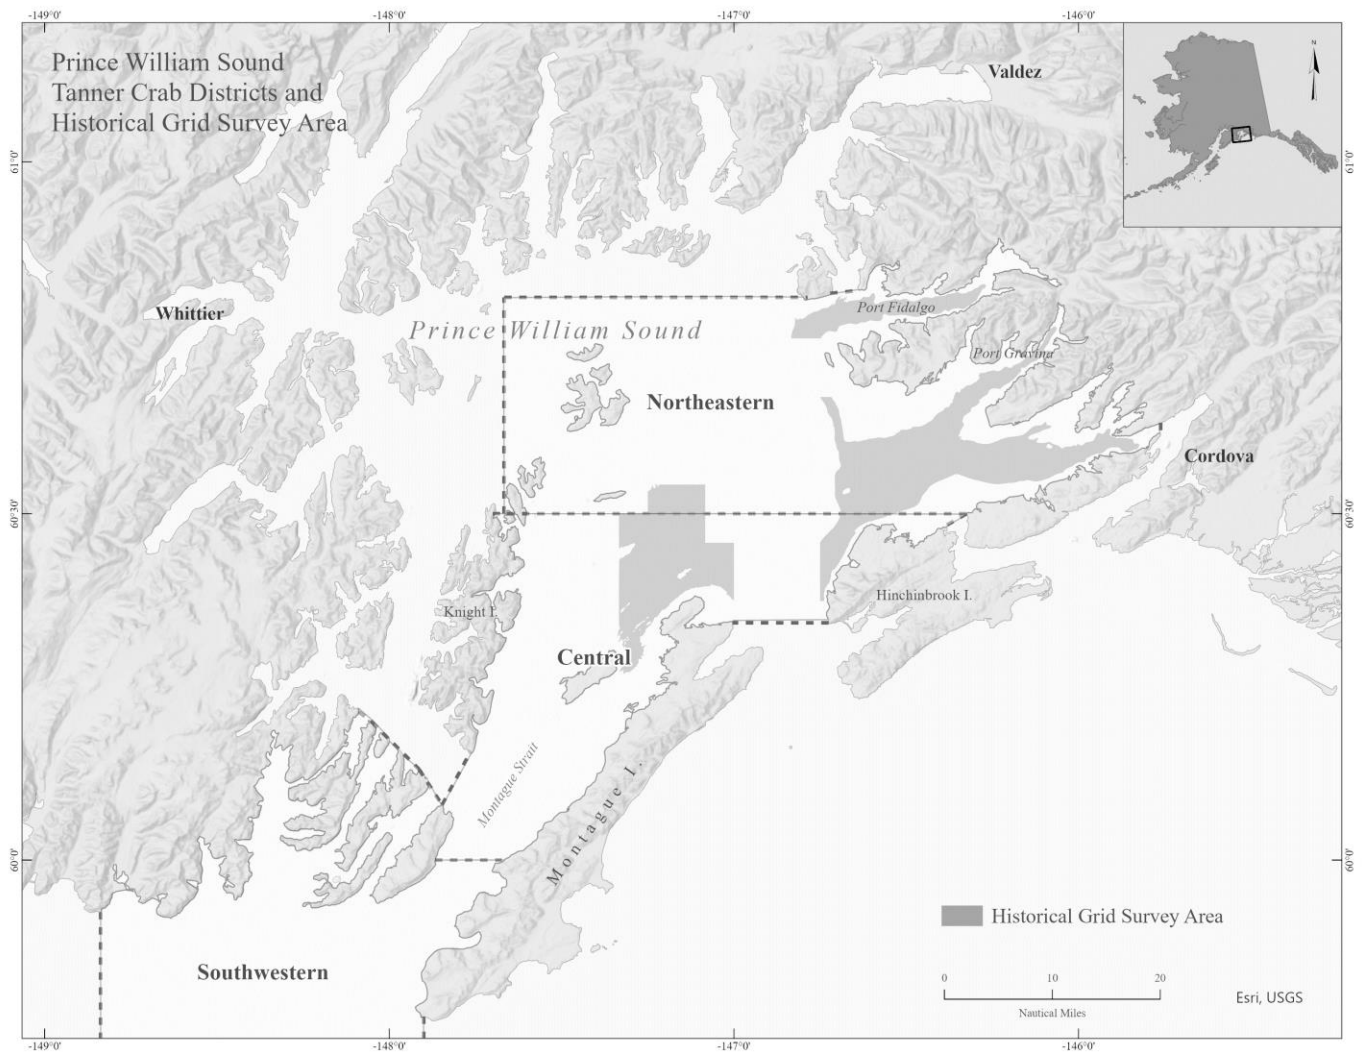 -149°0'
-148°0'
-147°0'
-146°0'
Prince William Sound
Tanner Crab Districts and
Historical Grid Survey Area
Valdez
N
61°0'
61°0'
Whittier
Port Fidalgo
Prince William Sound
Port Gravina
Northeastern
Cordova
60°30'
60°30'
Hinchinbrook I.
Knight I.
Central
Montague Strait
Montague I.
60°0'
60°0'
Historical Grid Survey Area
Southwestern
0 10 20
Nautical Miles
Esri, USGS
-149°0'
-148°0'
-147°0'
-146°0'